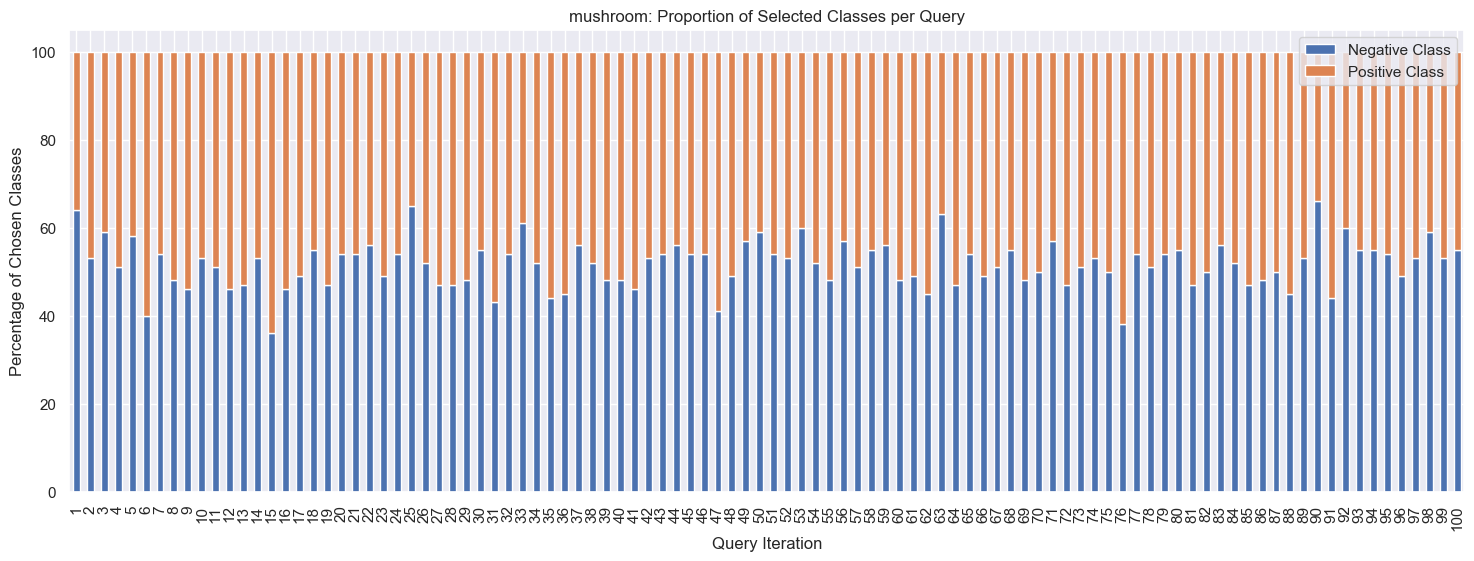 mushroom: Proportion of Selected Classes per Query
Negative Class
Positive Class
Percentage of Chosen Classes
100
80
60
40
20
0
1 2 3 4 5 6 7 8 9 10 11 12 13 14 15 16 17 18 19 20 21 22 23 24 25 26 27 28 29 30 31 32 33 34 35 36 37 38 39 40 41 42 43 44 45 46 47 48 49 50 51 52 53 54 55 56 57 58 59 60 61 62 63 64 65 66 67 68 69 70 71 72 73 74 75 76 77 78 79 80 81 82 83 84 85 86 87 88 89 90 91 92 93 94 95 96 97 98 99 100
Query Iteration